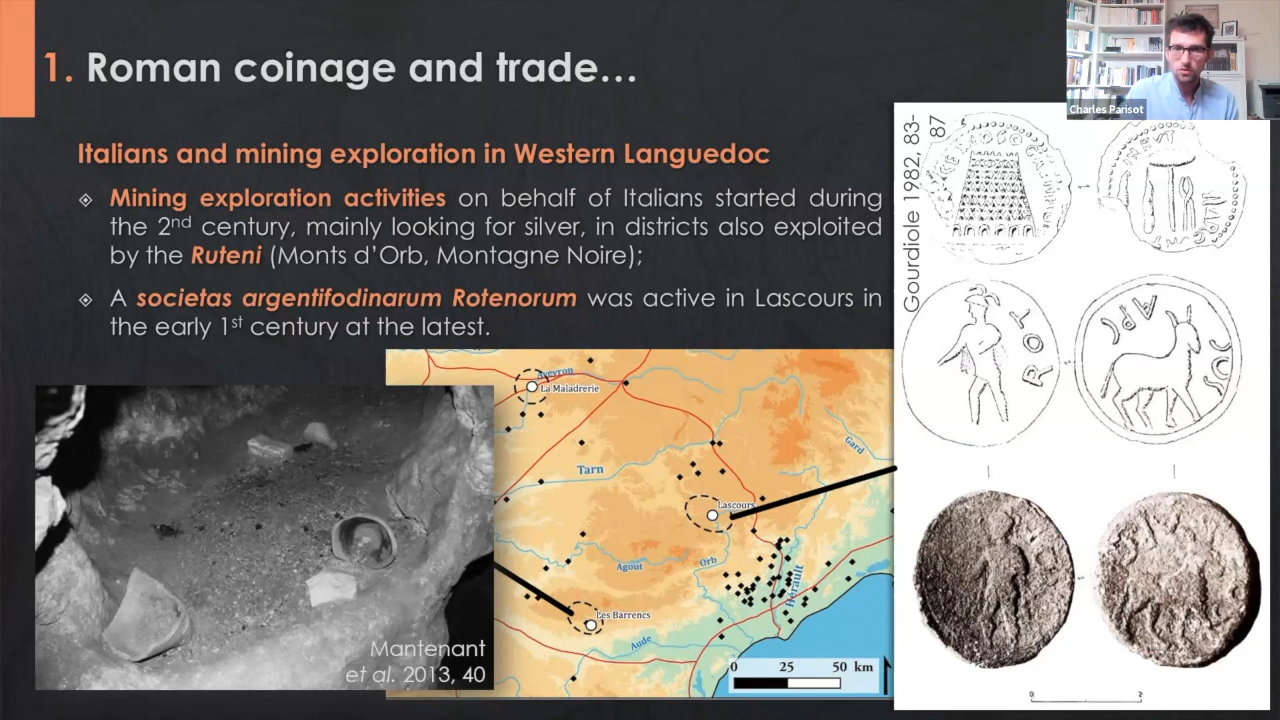 1. Roman coinage and trade…
Charles Parisot
Italians and mining exploration in Western Languedoc
Mining exploration activities on behalf of Italians started during
the 2nd century, mainly looking for silver, in districts also exploited
by the Ruteni (Monts d’Orb, Montagne Noire);
A societas argentifodinarum Rotenorum was active in Lascours in
the early 1st century at the latest.
Gourdiole 1982, 83-
87
ROT
Aveyron
La Maladrerie
Gard
Tarn
Lascours
Orb
Agout
Hérault
Les Barrencs
Aude
0 25 50 km
Mantenant
et al. 2013, 40
0 2